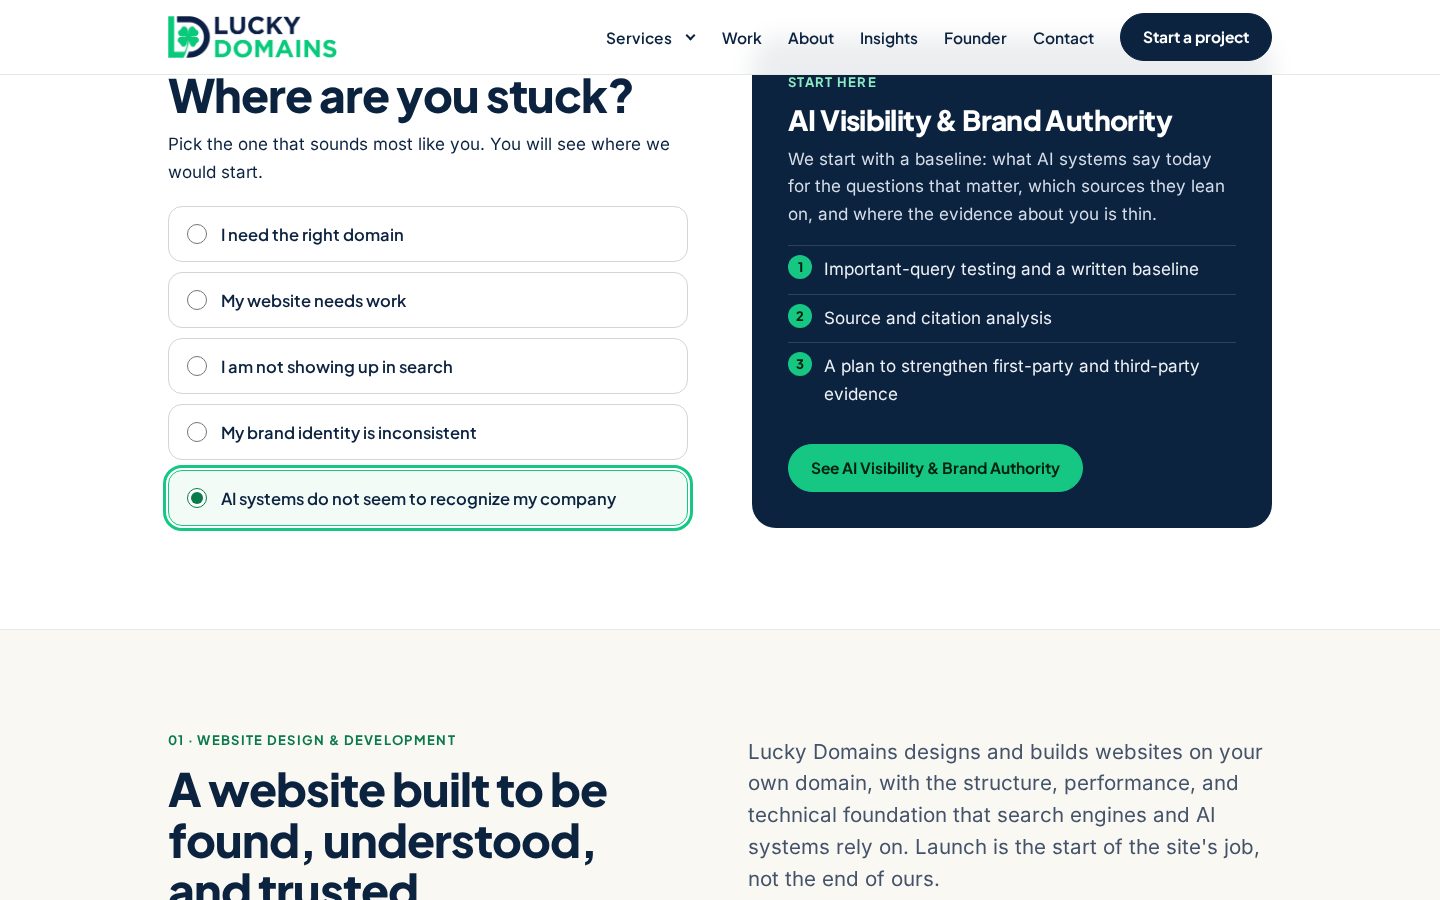 LUCKY
DOMAINS
Services
Work
About
Insights
Founder
Contact
Start a project
Where are you stuck?
Pick the one that sounds most like you. You will see where we
would start.
I need the right domain
My website needs work
I am not showing up in search
My brand identity is inconsistent
AI systems do not seem to recognize my company
START HERE
AI Visibility & Brand Authority
We start with a baseline: what AI systems say today
for the questions that matter, which sources they lean
on, and where the evidence about you is thin.
1 Important-query testing and a written baseline
2 Source and citation analysis
3 A plan to strengthen first-party and third-party
evidence
See AI Visibility & Brand Authority
01 · WEBSITE DESIGN & DEVELOPMENT
A website built to be
found, understood,
and trusted
Lucky Domains designs and builds websites on your
own domain, with the structure, performance, and
technical foundation that search engines and AI
systems rely on. Launch is the start of the site's job,
not the end of ours.